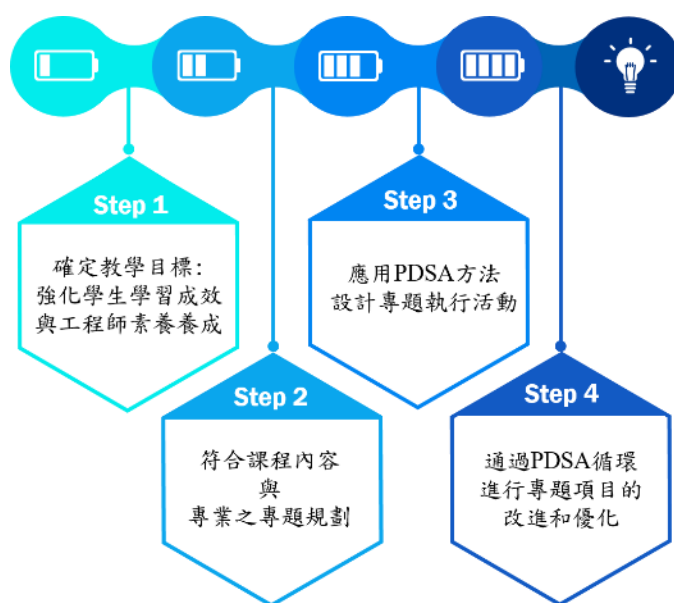 Step 1
確定教學目標:
強化學生學習成效
與工程師素養養成
Step 2
符合課程內容
與
專業之專題規劃
Step 3
應用PDSA方法
設計專題執行活動
Step 4
通過PDSA循環
進行專題項目的
改進和優化